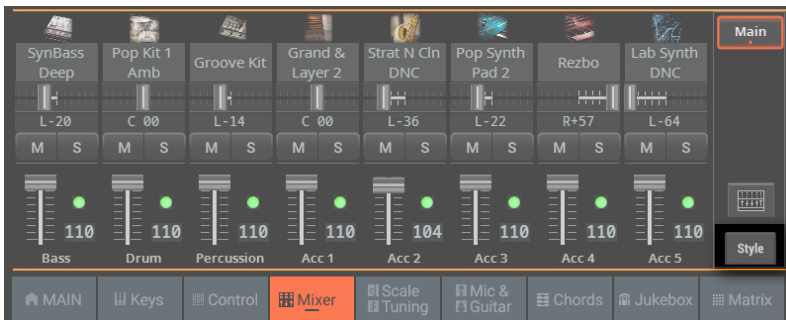 Main
SynBass Deep
Pop Kit 1 Amb
Groove Kit
Grand & Layer 2
Strat N Cln DNC
Pop Synth Pad 2
Rezbo
Lab Synth DNC
L-20 C 00 L-14 C 00 L-36 L-22 R+57 L-64
M S M S M S M S M S M S M S M S
110 110 110 110 104 110 110 110
Bass Drum Percussion Acc 1 Acc 2 Acc 3 Acc 4 Acc 5
Style
MAIN
Keys
Control
Mixer
Scale Tuning
Mic & Guitar
Chords
Jukebox
Matrix